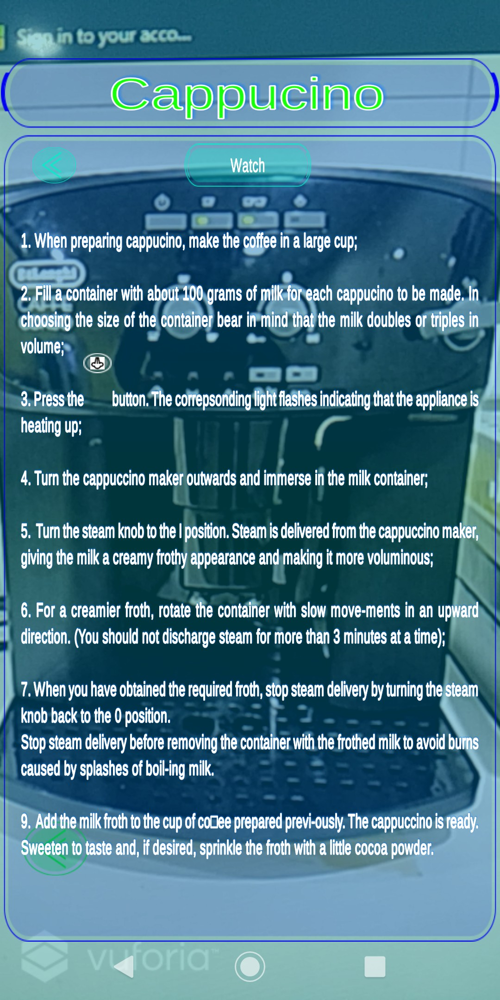 Sign in to your acco...
Cappucino
Watch
1. When preparing cappucino, make the coffee in a large cup;
DeLonghi
2. Fill a container with about 100 grams of milk for each cappucino to be made. In
choosing the size of the container bear in mind that the milk doubles or triples in
volume;
3. Press the button. The correpsonding light flashes indicating that the appliance is
heating up;
4. Turn the cappuccino maker outwards and immerse in the milk container;
5. Turn the steam knob to the I position. Steam is delivered from the cappuccino maker,
giving the milk a creamy frothy appearance and making it more voluminous;
6. For a creamier froth, rotate the container with slow move-ments in an upward
direction. (You should not discharge steam for more than 3 minutes at a time);
7. When you have obtained the required froth, stop steam delivery by turning the steam
knob back to the 0 position.
Stop steam delivery before removing the container with the frothed milk to avoid burns
caused by splashes of boil-ing milk.
9. Add the milk froth to the cup of co□ee prepared previ-ously. The cappuccino is ready.
Sweeten to taste and, if desired, sprinkle the froth with a little cocoa powder.
vuforia™